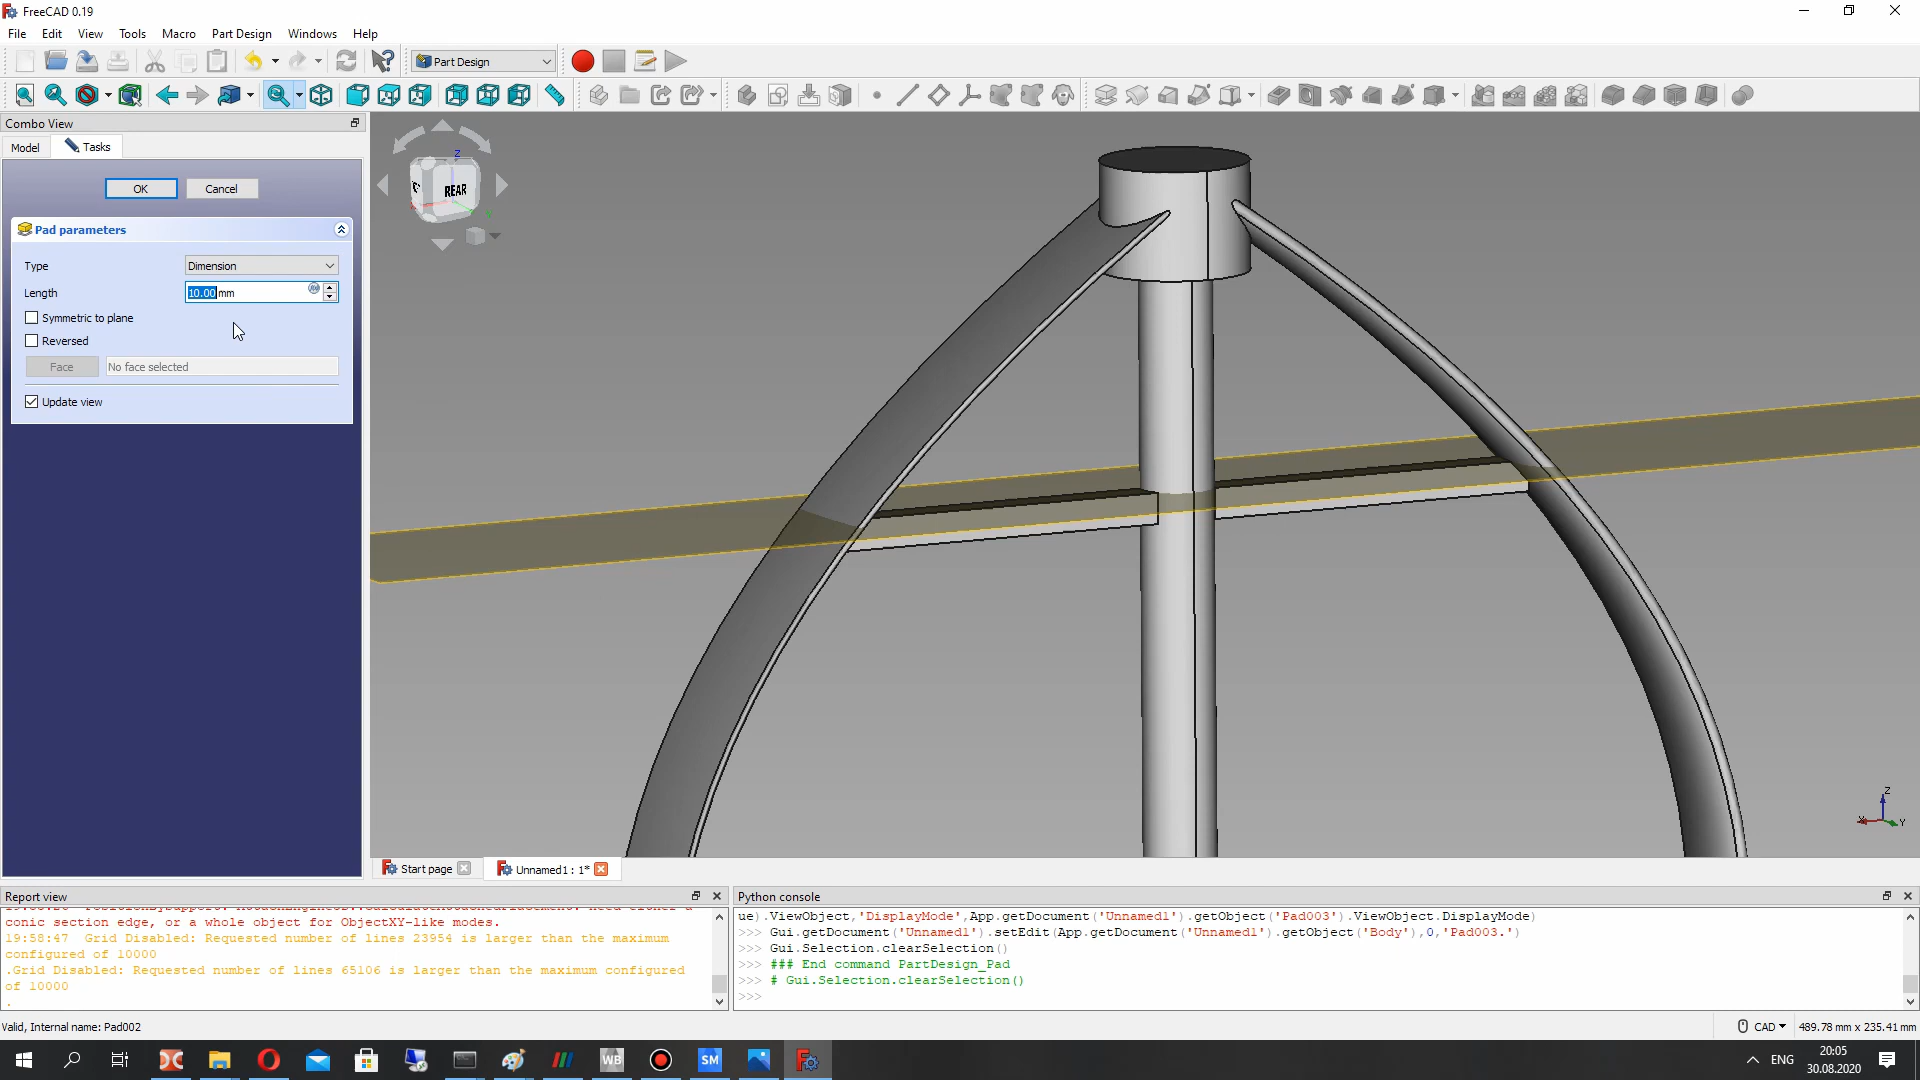 FreeCAD 0.19
File Edit View Tools Macro Part Design Windows Help
Part Design
Combo View
Model Tasks
OK Cancel
Pad parameters
Type Dimension
Length 10.00 mm
Symmetric to plane
Reversed
Face No face selected
Update view
Z
REAR
Z
X Y
Start page Unnamed1 : 1*
Report view
conic section edge, or a whole object for ObjectXY-like modes.
19:58:47 Grid Disabled: Requested number of lines 23954 is larger than the maximum
configured of 10000
.Grid Disabled: Requested number of lines 65106 is larger than the maximum configured
of 10000
.
Python console
ue).ViewObject,'DisplayMode',App.getDocument('Unnamed1').getObject('Pad003').ViewObject.DisplayMode)
>>> Gui.getDocument('Unnamed1').setEdit(App.getDocument('Unnamed1').getObject('Body'),0,'Pad003.')
>>> Gui.Selection.clearSelection()
>>> ### End command PartDesign_Pad
>>> # Gui.Selection.clearSelection()
>>>
Valid, Internal name: Pad002
CAD 489.78 mm x 235.41 mm
WB SM
ENG
20:05
30.08.2020